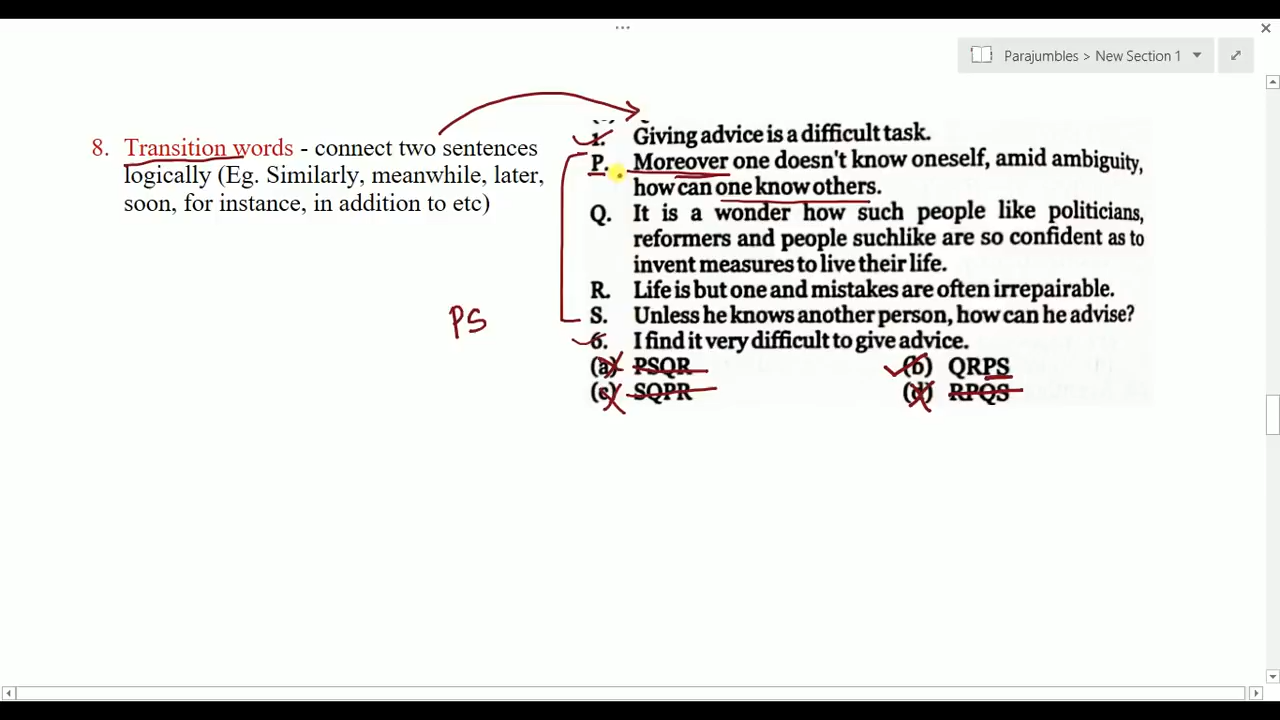 Parajumbles > New Section 1
8. Transition words - connect two sentences
logically (Eg. Similarly, meanwhile, later,
soon, for instance, in addition to etc)
PS
1. Giving advice is a difficult task.
P. Moreover one doesn't know oneself, amid ambiguity,
how can one know others.
Q. It is a wonder how such people like politicians,
reformers and people suchlike are so confident as to
invent measures to live their life.
R. Life is but one and mistakes are often irrepairable.
S. Unless he knows another person, how can he advise?
6. I find it very difficult to give advice.
(a) PSQR (b) QRPS
(c) SQPR (d) RPQS